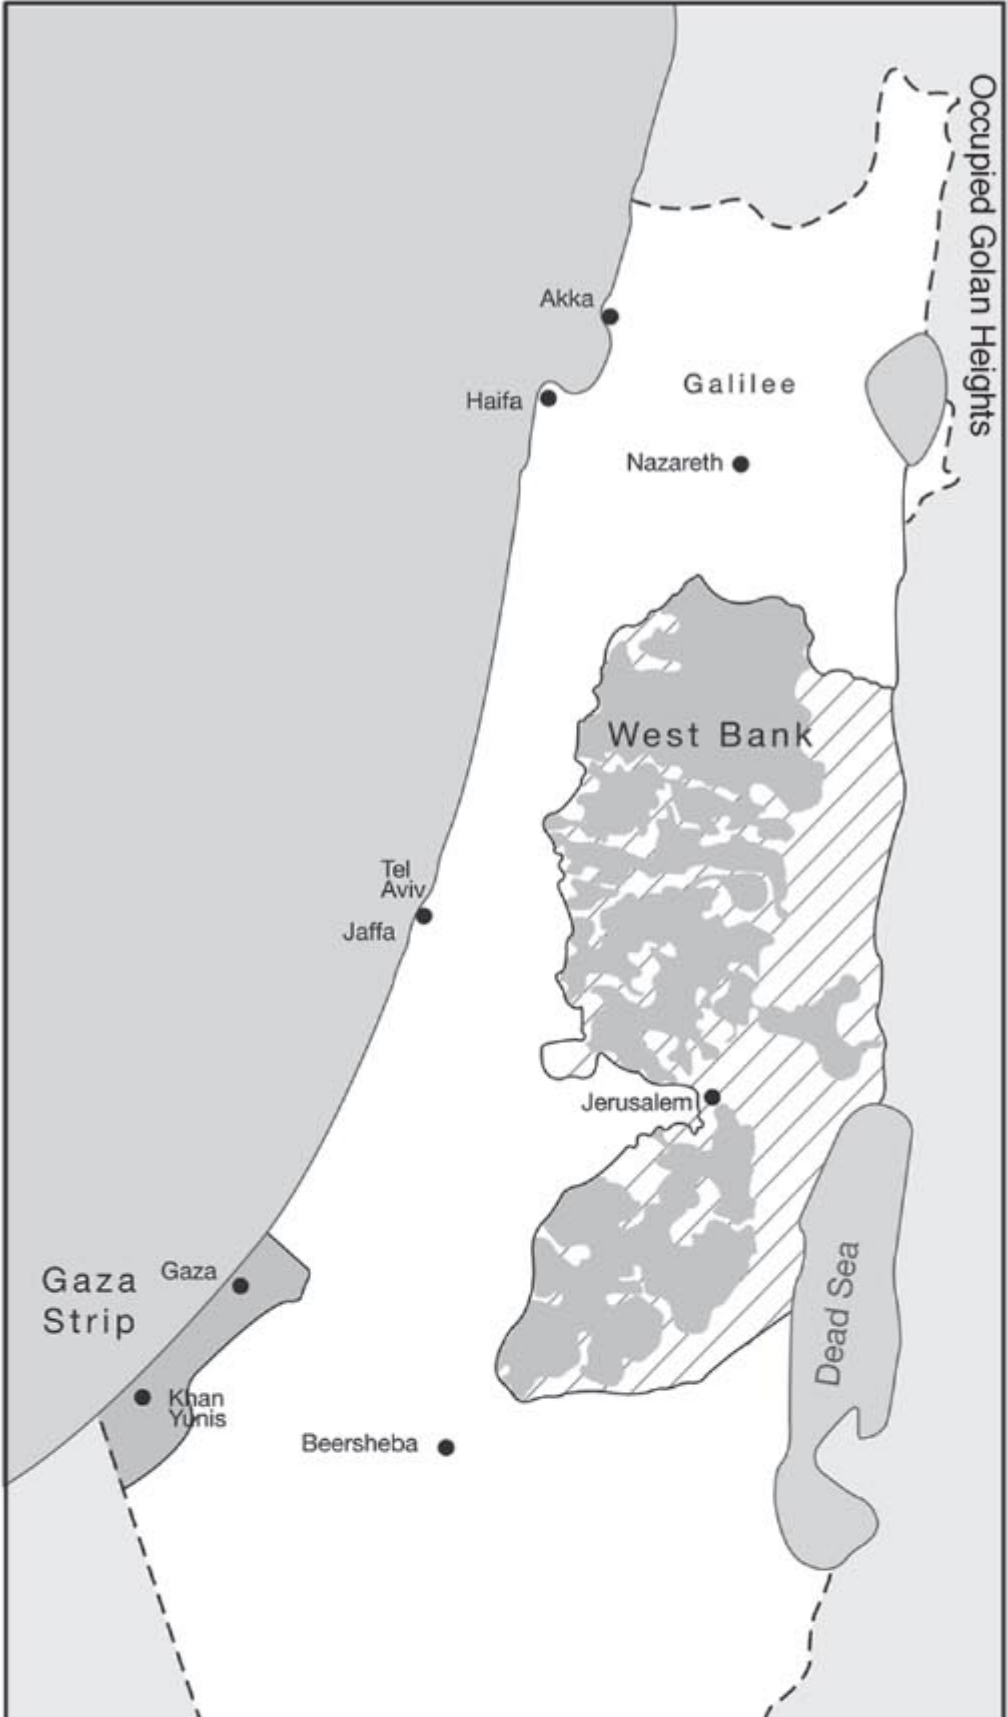 Occupied Golan Heights
Akka
Galilee
Haifa
Nazareth
West Bank
Tel
Aviv
Jaffa
Jerusalem
Gaza
Strip
Gaza
Dead Sea
Khan
Yunis
Beersheba